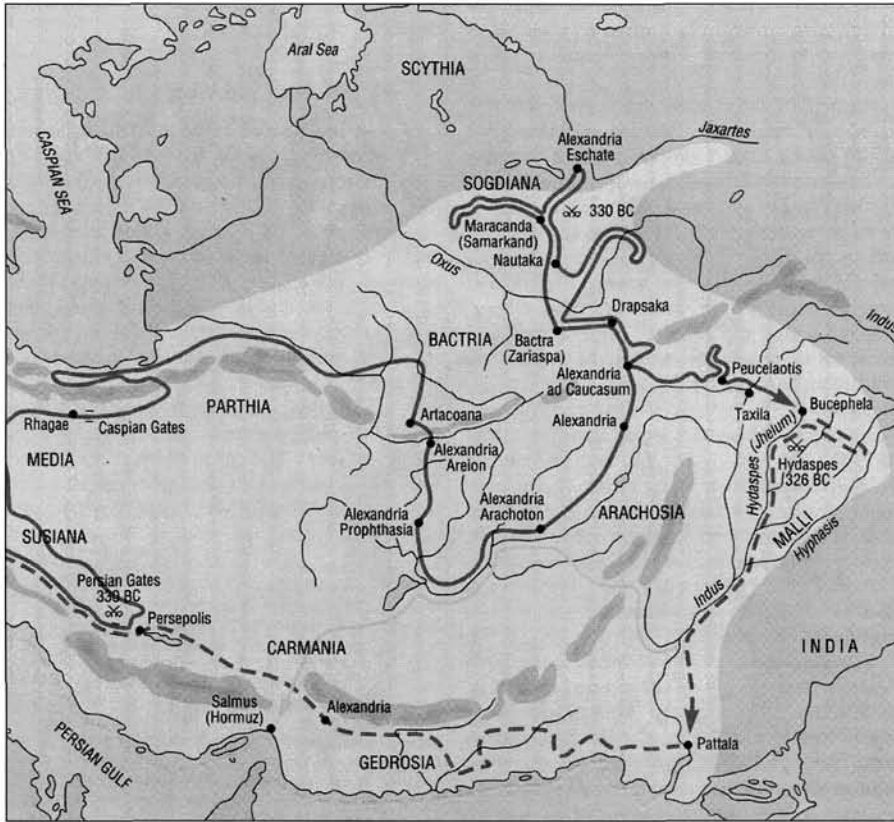 Aral Sea
SCYTHIA
CASPIAN SEA
Alexandria
Eschate
Jaxartes
SOGDIANA
330 BC
Maracanda
(Samarkand)
Nautaka
Oxus
Drapsaka
Indus
BACTRIA
Bactra
(Zariaspa)
Alexandria
ad Caucasum
Peucelaotis
PARTHIA
Taxila
Bucephela
Rhagae
Caspian Gates
Artacoana
Alexandria
Hydaspes (Jhelum)
MEDIA
Alexandria
Areion
Hydaspes
326 BC
Alexandria
Prophthasia
Alexandria
Arachoton
ARACHOSIA
MALLI
Hyphasis
SUSIANA
Persian Gates
330 BC
Indus
Persepolis
CARMANIA
INDIA
Salmus
(Hormuz)
Alexandria
PERSIAN GULF
GEDROSIA
Pattala